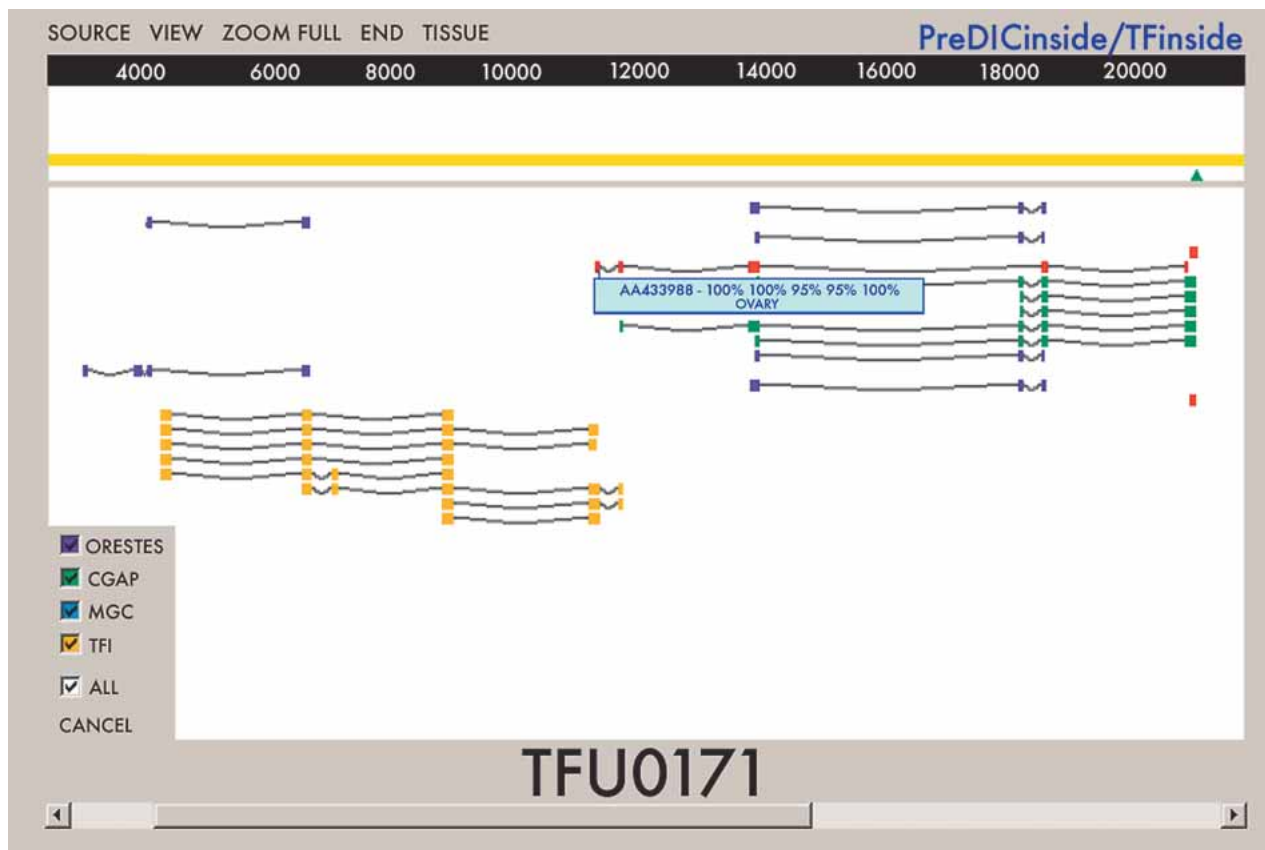 SOURCE VIEW ZOOM FULL END TISSUE
PreDICinside/TFinside
4000 6000 8000 10000 12000 14000 16000 18000 20000
AA433988 - 100% 100% 95% 95% 100%
OVARY
ORESTES
CGAP
MGC
TFI
ALL
CANCEL
TFU0171